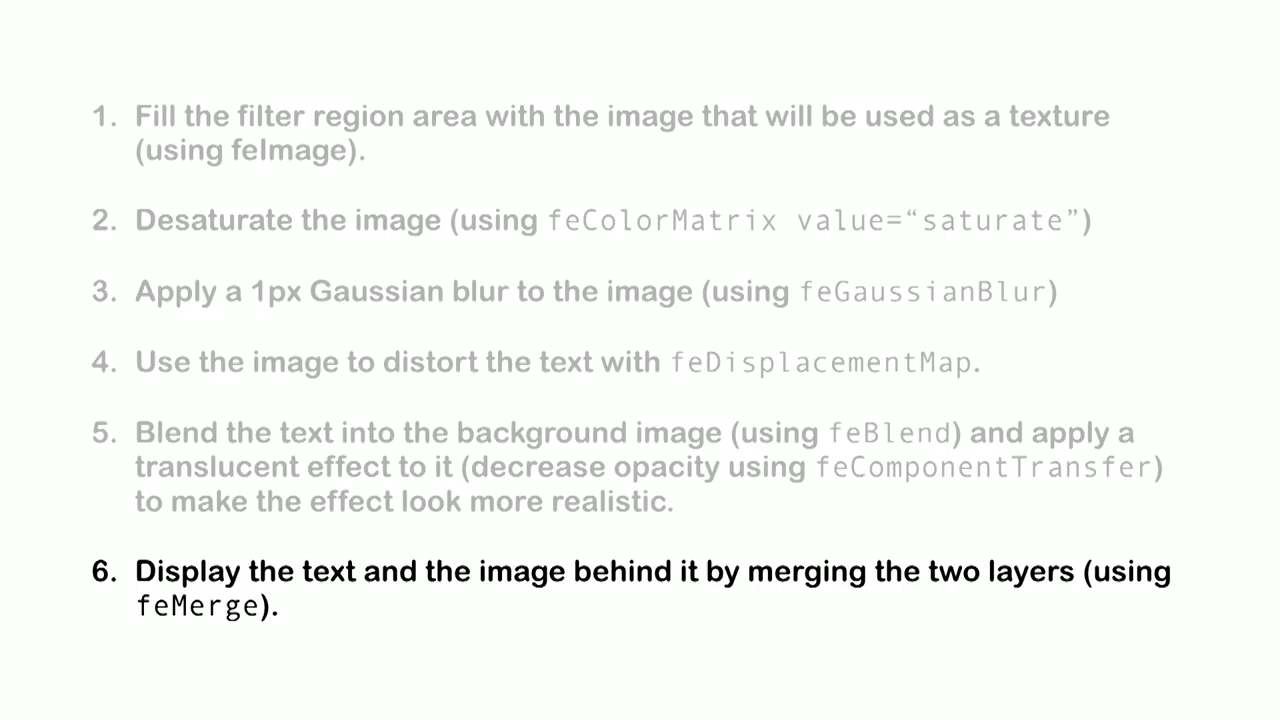 1. Fill the filter region area with the image that will be used as a texture
(using feImage).
2. Desaturate the image (using feColorMatrix value=“saturate”)
3. Apply a 1px Gaussian blur to the image (using feGaussianBlur)
4. Use the image to distort the text with feDisplacementMap.
5. Blend the text into the background image (using feBlend) and apply a
translucent effect to it (decrease opacity using feComponentTransfer)
to make the effect look more realistic.
6. Display the text and the image behind it by merging the two layers (using
feMerge).